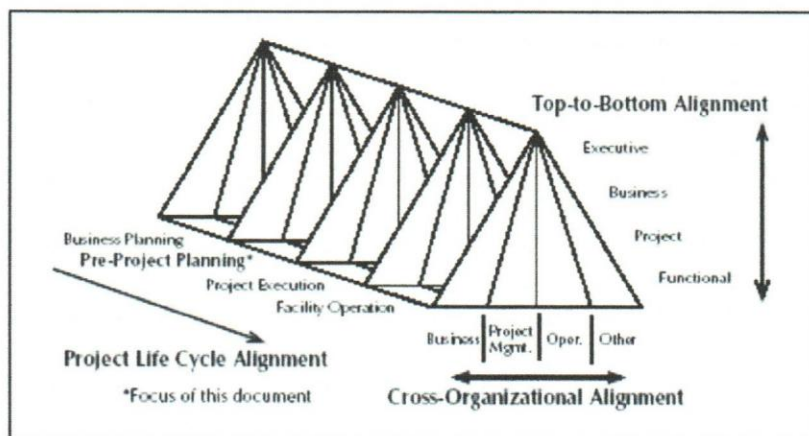 Top-to-Bottom Alignment
Executive
Business
Project
Functional
Business Planning
Pre-Project Planning*
Project Execution
Facility Operation
Project Life Cycle Alignment
*Focus of this document
Business
Project
Mgmt.
Oper.
Other
Cross-Organizational Alignment